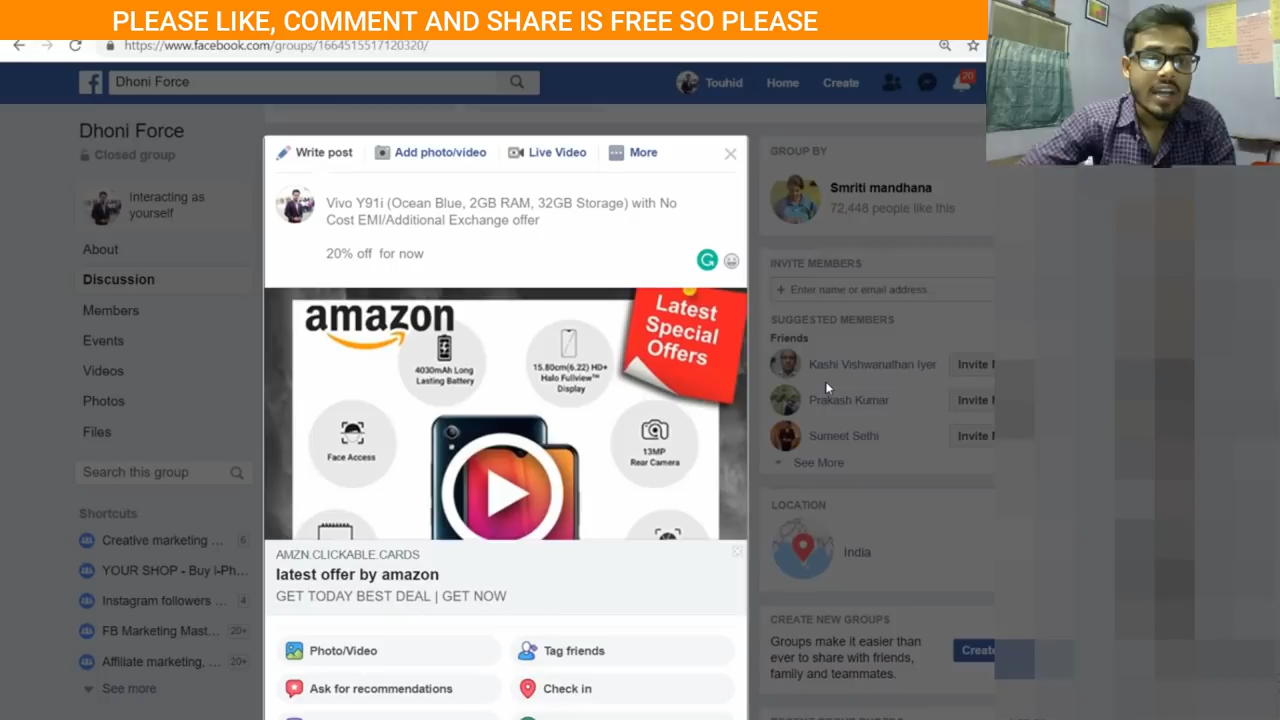 PLEASE LIKE, COMMENT AND SHARE IS FREE SO PLEASE
https://www.facebook.com/groups/1664515517120320/
Dhoni Force
Touhid
Home
Create
20
Dhoni Force
Closed group
Interacting as
yourself
About
Discussion
Members
Events
Videos
Photos
Files
Search this group
Shortcuts
Creative marketing ... 6
YOUR SHOP - Buy I-Ph...
Instagram followers ... 4
FB Marketing Mast... 20+
Affiliate marketing, ... 20+
See more
Write post
Add photo/video
Live Video
More
Vivo Y91i (Ocean Blue, 2GB RAM, 32GB Storage) with No
Cost EMI/Additional Exchange offer
20% off for now
amazon
Latest
Special
Offers
4030mAh Long
Lasting Battery
15.80cm(6.22) HD+
Halo Fullview™
Display
Face Access
13MP
Rear Camera
AMZN.CLICKABLE.CARDS
latest offer by amazon
GET TODAY BEST DEAL | GET NOW
Photo/Video
Tag friends
Ask for recommendations
Check in
GROUP BY
Smriti mandhana
72,448 people like this
INVITE MEMBERS
+ Enter name or email address...
SUGGESTED MEMBERS
Friends
Kashi Vishwanathan Iyer
Invite
Prakash Kumar
Invite
Sumeet Sethi
Invite
See More
LOCATION
India
CREATE NEW GROUPS
Groups make it easier than
ever to share with friends,
family and teammates.
Create